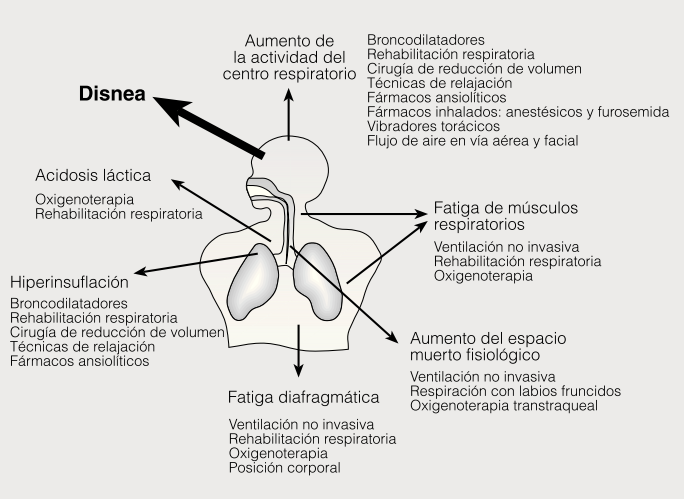 Aumento de
la actividad del
centro respiratorio
Broncodilatadores
Rehabilitación respiratoria
Cirugía de reducción de volumen
Técnicas de relajación
Fármacos ansiolíticos
Fármacos inhalados: anestésicos y furosemida
Vibradores torácicos
Flujo de aire en vía aérea y facial
Disnea
Acidosis láctica
Oxigenoterapia
Rehabilitación respiratoria
Fatiga de músculos
respiratorios
Ventilación no invasiva
Rehabilitación respiratoria
Oxigenoterapia
Hiperinsuflación
Broncodilatadores
Rehabilitación respiratoria
Cirugía de reducción de volumen
Técnicas de relajación
Fármacos ansiolíticos
Aumento del espacio
muerto fisiológico
Ventilación no invasiva
Respiración con labios fruncidos
Oxigenoterapia transtraqueal
Fatiga diafragmática
Ventilación no invasiva
Rehabilitación respiratoria
Oxigenoterapia
Posición corporal